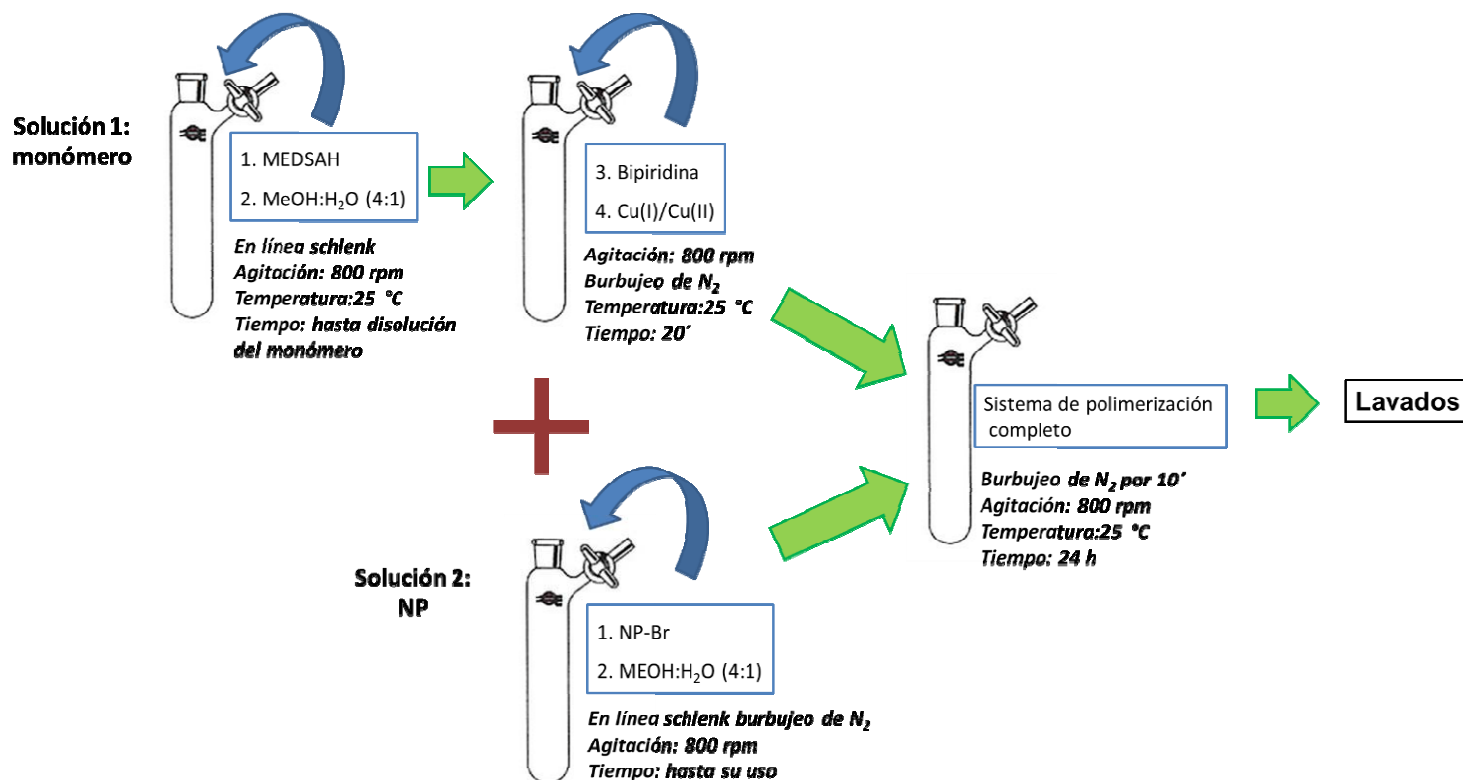 Solución 1:
monómero
1. MEDSAH
2. MeOH:H₂O (4:1)
En línea schlenk
Agitación: 800 rpm
Temperatura:25 °C
Tiempo: hasta disolución
del monómero
3. Bipiridina
4. Cu(I)/Cu(II)
Agitación: 800 rpm
Burbujeo de N₂
Temperatura:25 °C
Tiempo: 20´
Solución 2:
NP
1. NP-Br
2. MEOH:H₂O (4:1)
En línea schlenk burbujeo de N₂
Agitación: 800 rpm
Tiempo: hasta su uso
Sistema de polimerización
completo
Burbujeo de N₂ por 10´
Agitación: 800 rpm
Temperatura:25 °C
Tiempo: 24 h
Lavados